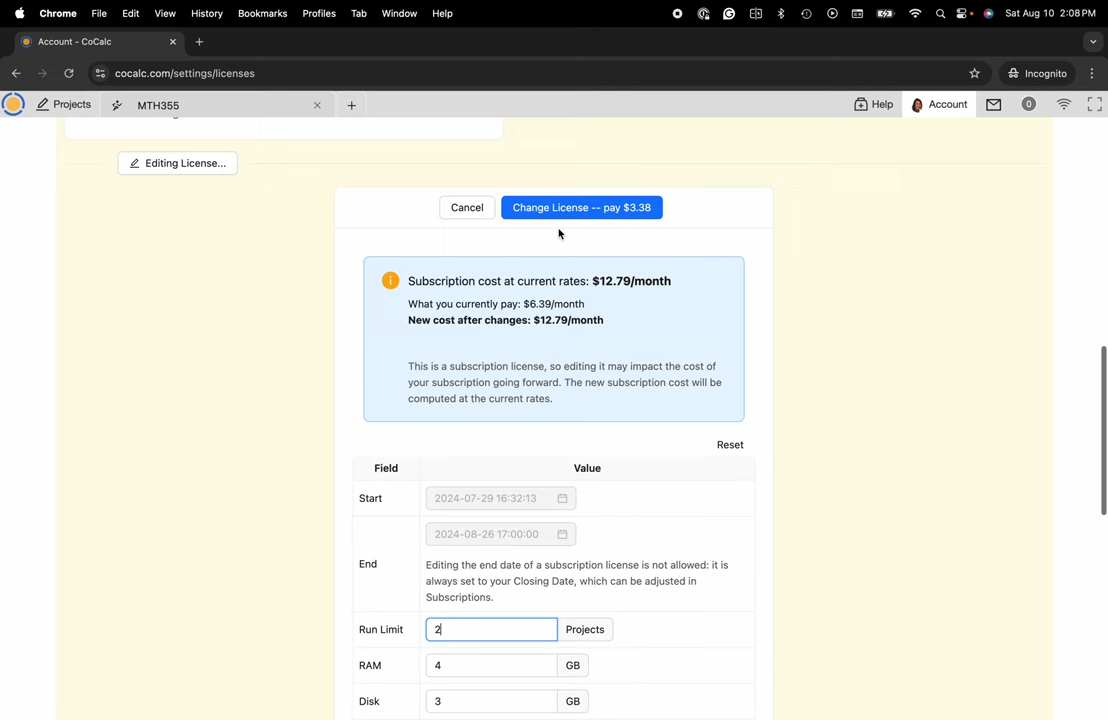 Chrome File Edit View History Bookmarks Profiles Tab Window Help Sat Aug 10 2:08 PM
Account - CoCalc
cocalc.com/settings/licenses Incognito
Projects MTH355 Help Account 0
Editing License...
Cancel Change License -- pay $3.38
Subscription cost at current rates: $12.79/month
What you currently pay: $6.39/month
New cost after changes: $12.79/month
This is a subscription license, so editing it may impact the cost of
your subscription going forward. The new subscription cost will be
computed at the current rates.
Reset
Field Value
Start 2024-07-29 16:32:13
2024-08-26 17:00:00
End
Editing the end date of a subscription license is not allowed: it is
always set to your Closing Date, which can be adjusted in
Subscriptions.
Run Limit 2 Projects
RAM 4 GB
Disk 3 GB